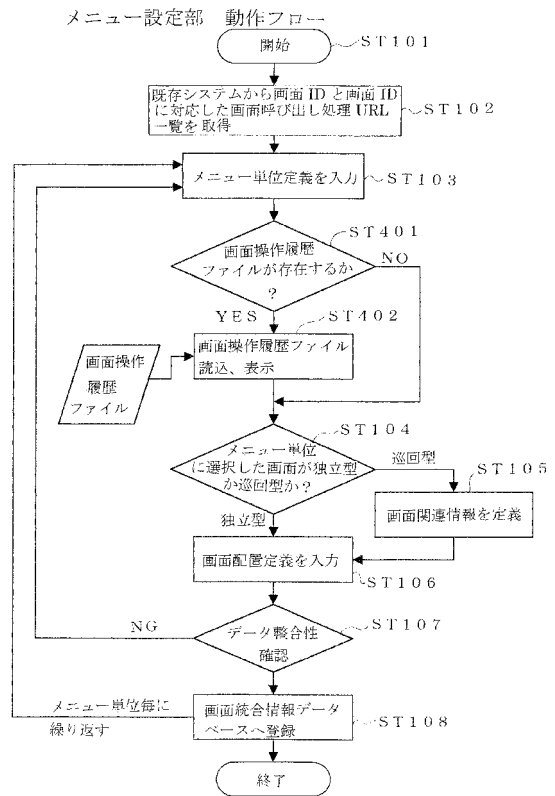 メニュー設定部　動作フロー
開始
ＳＴ１０１
既存システムから画面IDと画面ID
に対応した画面呼び出し処理URL
一覧を取得
ＳＴ１０２
メニュー単位定義を入力
ＳＴ１０３
ＳＴ４０１
画面操作履歴
ファイルが存在するか
？
ＮＯ
ＹＥＳ
ＳＴ４０２
画面操作履歴ファイル
読込、表示
画面操作
履歴
ファイル
ＳＴ１０４
メニュー単位
に選択した画面が独立型
か巡回型か？
巡回型
ＳＴ１０５
独立型
画面関連情報を定義
画面配置定義を入力
ＳＴ１０６
ＮＧ
ＳＴ１０７
データ整合性
確認
メニュー単位毎に
繰り返す
画面統合情報データ
ベースへ登録
ＳＴ１０８
終了